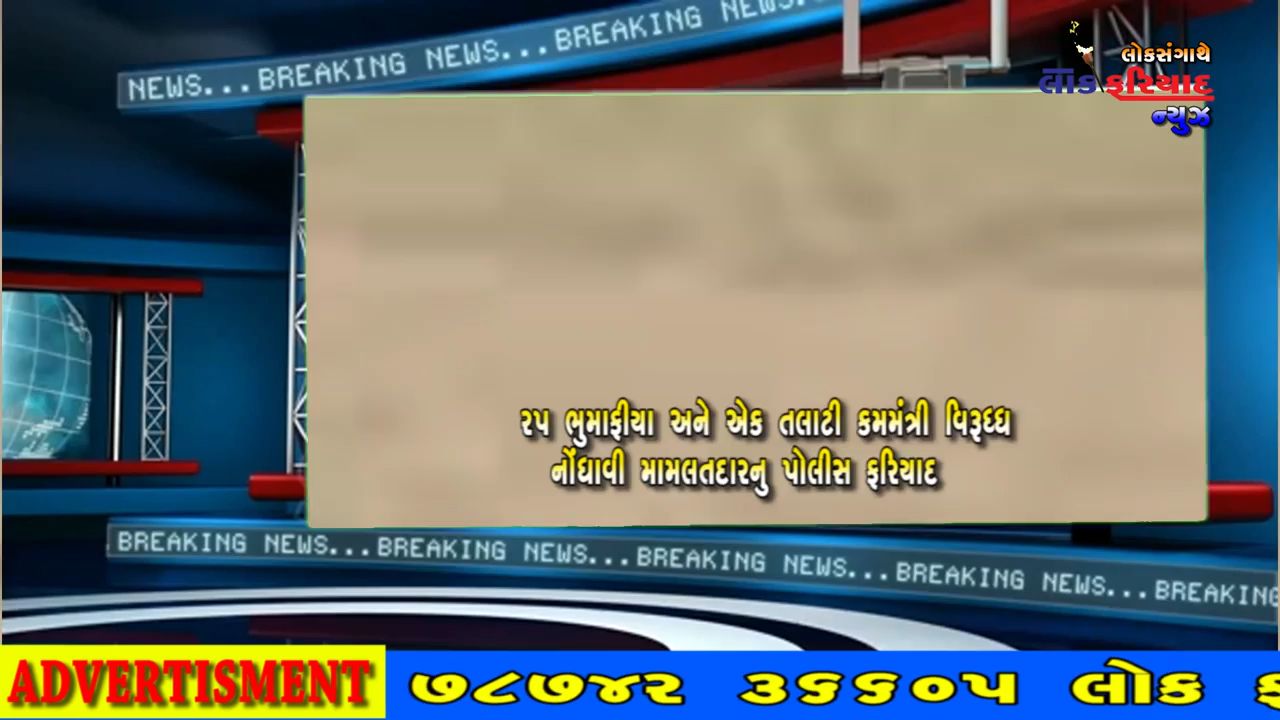 NEWS...BREAKING NEWS...BREAKING NEWS...
લોકસંગાથે
લોક ફરિયાદ
ન્યુઝ
૨૫ ભુમાફીયા અને એક તલાટી કમમંત્રી વિરૂધ્ધ
નોંધાવી મામલતદારનુ પોલીસ ફરિયાદ
BREAKING NEWS...BREAKING NEWS...BREAKING NEWS...BREAKING NEWS...BREAKING
ADVERTISMENT ૭૮૭૪૨ ૩૬૬૦૫ લોક